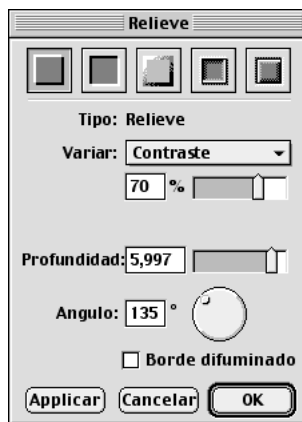 Relieve
Tipo: Relieve
Variar: Contraste
70 %
Profundidad: 5,997
Angulo: 135 °
Borde difuminado
Applicar Cancelar OK